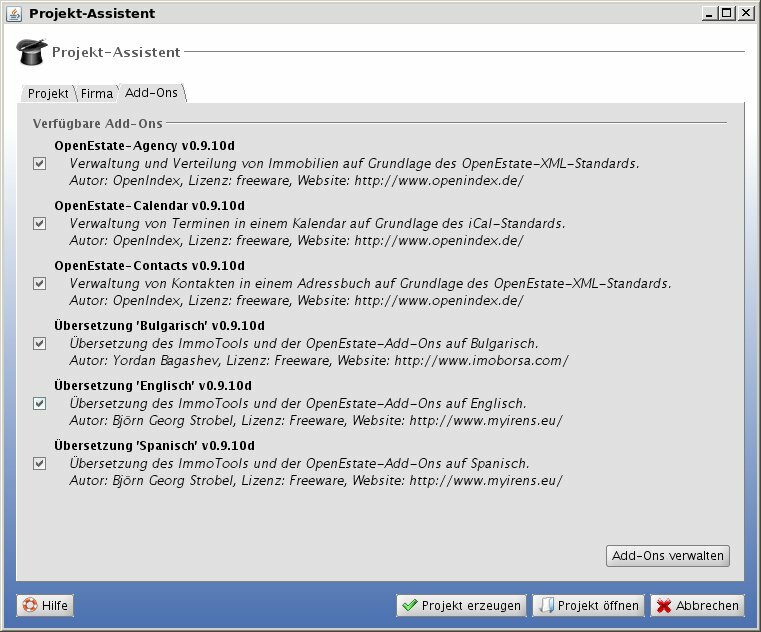 Projekt-Assistent
Projekt-Assistent
Projekt Firma Add-Ons
Verfügbare Add-Ons
OpenEstate-Agency v0.9.10d
Verwaltung und Verteilung von Immobilien auf Grundlage des OpenEstate-XML-Standards.
Autor: OpenIndex, Lizenz: freeware, Website: http://www.openindex.de/
OpenEstate-Calendar v0.9.10d
Verwaltung von Terminen in einem Kalendar auf Grundlage des iCal-Standards.
Autor: OpenIndex, Lizenz: freeware, Website: http://www.openindex.de/
OpenEstate-Contacts v0.9.10d
Verwaltung von Kontakten in einem Adressbuch auf Grundlage des OpenEstate-XML-Standards.
Autor: OpenIndex, Lizenz: freeware, Website: http://www.openindex.de/
Übersetzung 'Bulgarisch' v0.9.10d
Übersetzung des ImmoTools und der OpenEstate-Add-Ons auf Bulgarisch.
Autor: Yordan Bagashev, Lizenz: Freeware, Website: http://www.imoborsa.com/
Übersetzung 'Englisch' v0.9.10d
Übersetzung des ImmoTools und der OpenEstate-Add-Ons auf Englisch.
Autor: Björn Georg Strobel, Lizenz: Freeware, Website: http://www.myirens.eu/
Übersetzung 'Spanisch' v0.9.10d
Übersetzung des ImmoTools und der OpenEstate-Add-Ons auf Spanisch.
Autor: Björn Georg Strobel, Lizenz: Freeware, Website: http://www.myirens.eu/
Add-Ons verwalten
Hilfe Projekt erzeugen Projekt öffnen Abbrechen